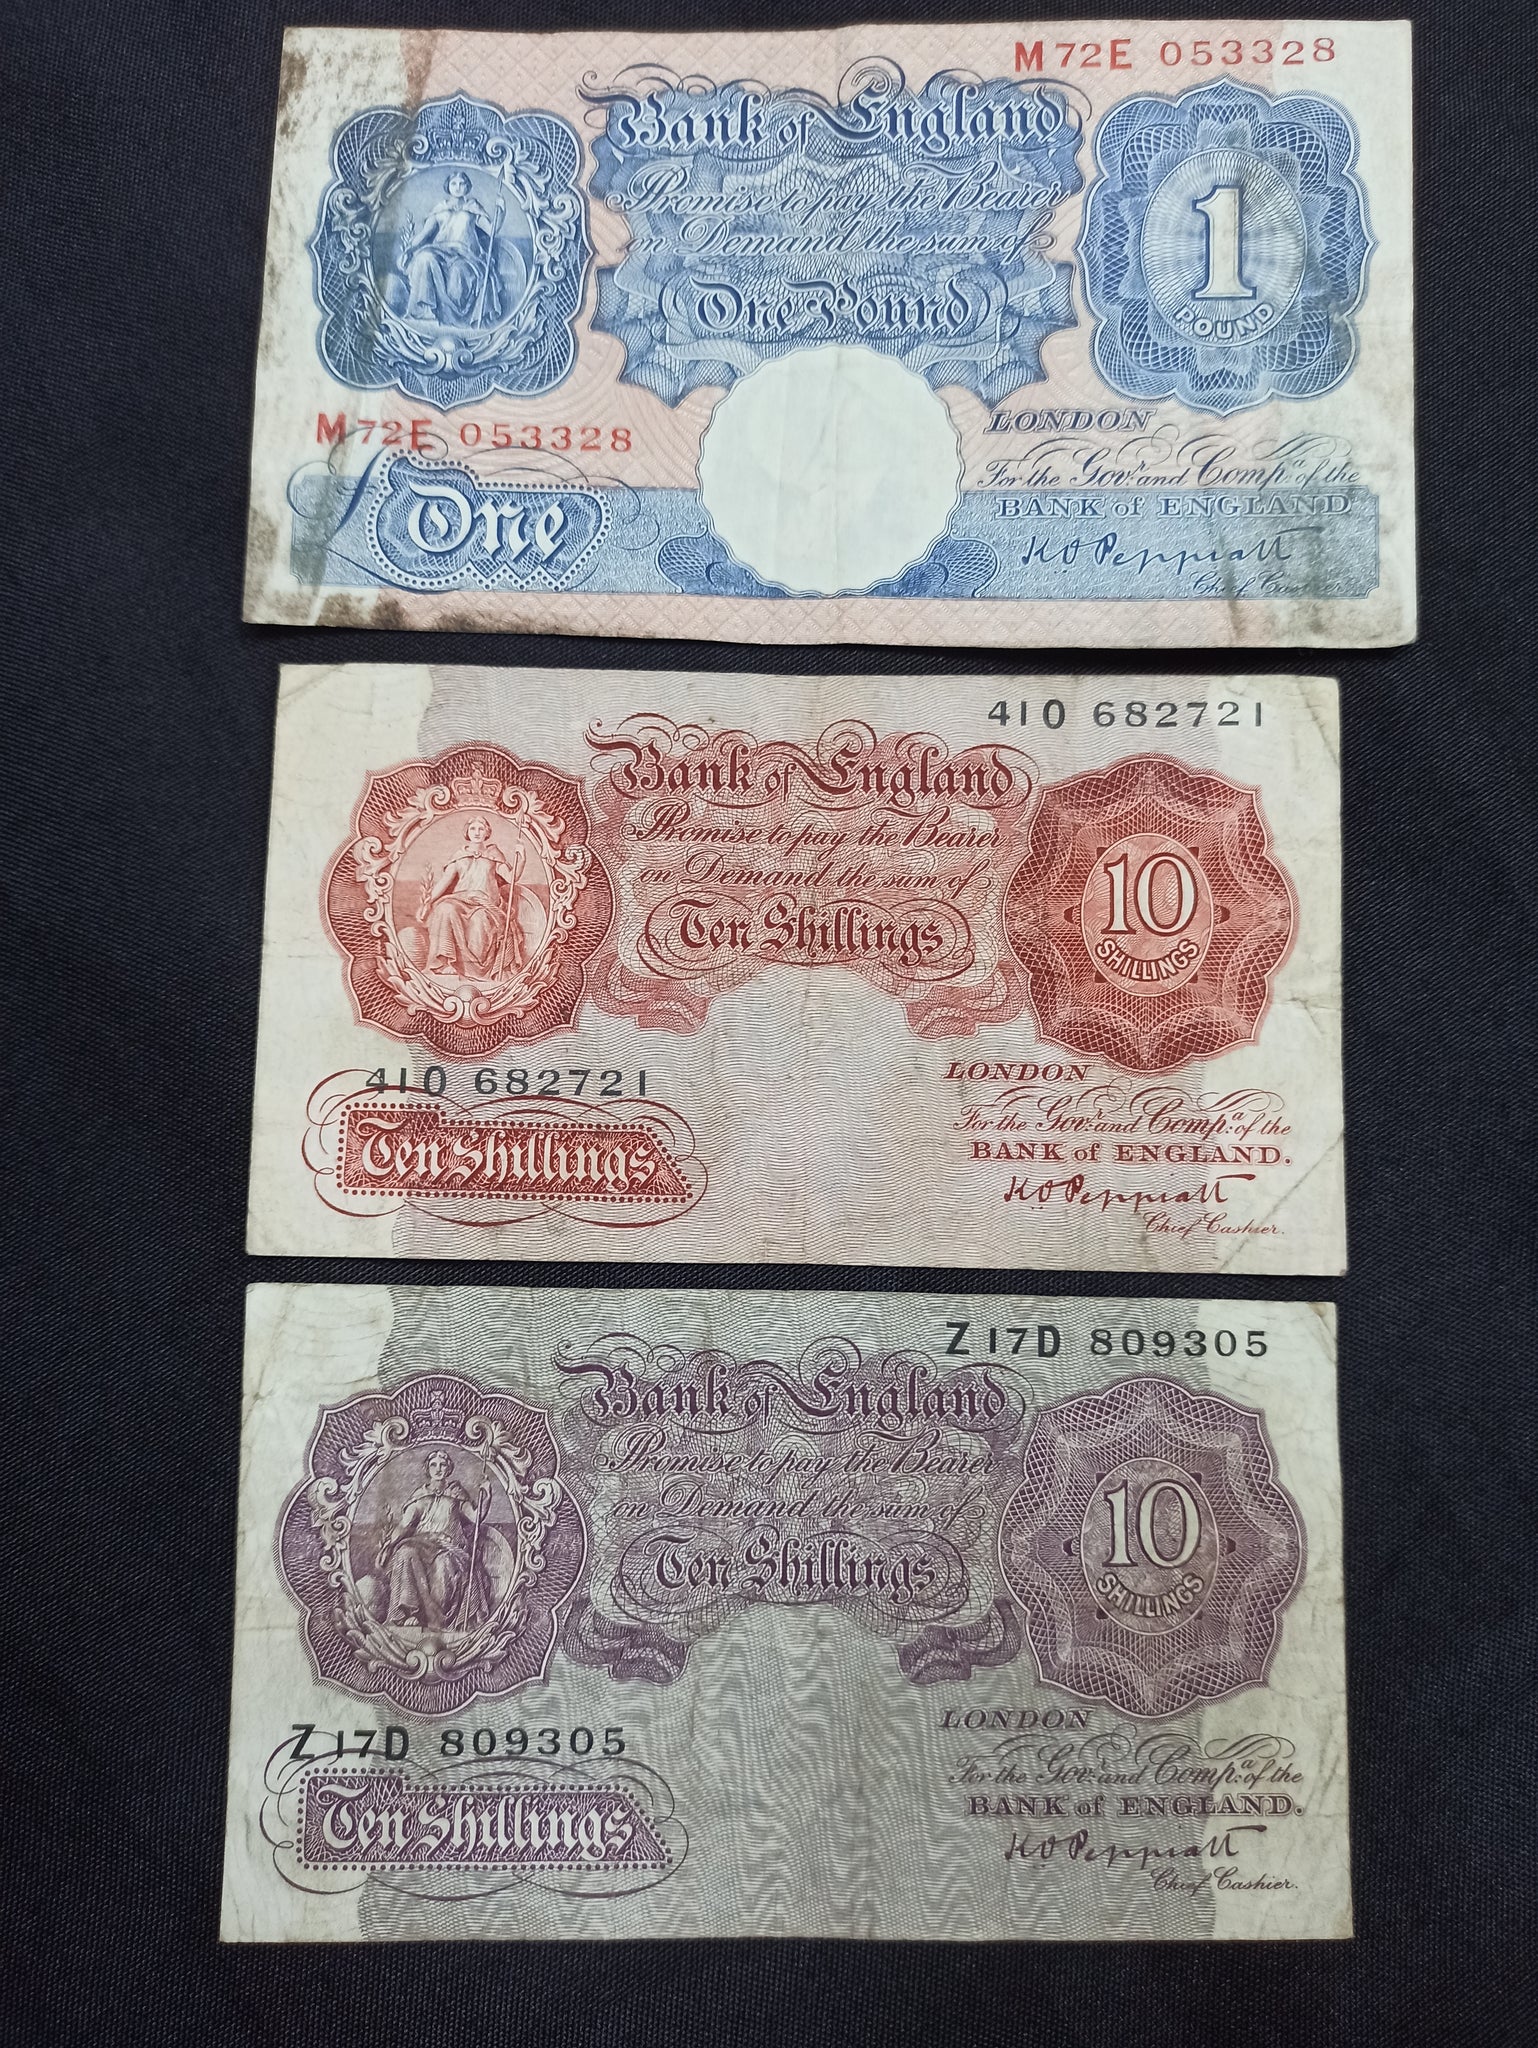 M72E 053328
Bank of England
Promise to pay the Bearer
on Demand the sum of
One Pound
1
POUND
M72E 053328
One
LONDON
For the Govr. and Compa. of the
BANK of ENGLAND
K O Peppiatt
Chief Cashier
410 682721
Bank of England
Promise to pay the Bearer
on Demand the sum of
Ten Shillings
10
SHILLINGS
410 682721
Ten Shillings
LONDON
For the Govr. and Compa. of the
BANK of ENGLAND.
K O Peppiatt
Chief Cashier.
Z17D 809305
Bank of England
Promise to pay the Bearer
on Demand the sum of
Ten Shillings
10
SHILLINGS
Z17D 809305
Ten Shillings
LONDON
For the Govr. and Compa. of the
BANK of ENGLAND.
K O Peppiatt
Chief Cashier.